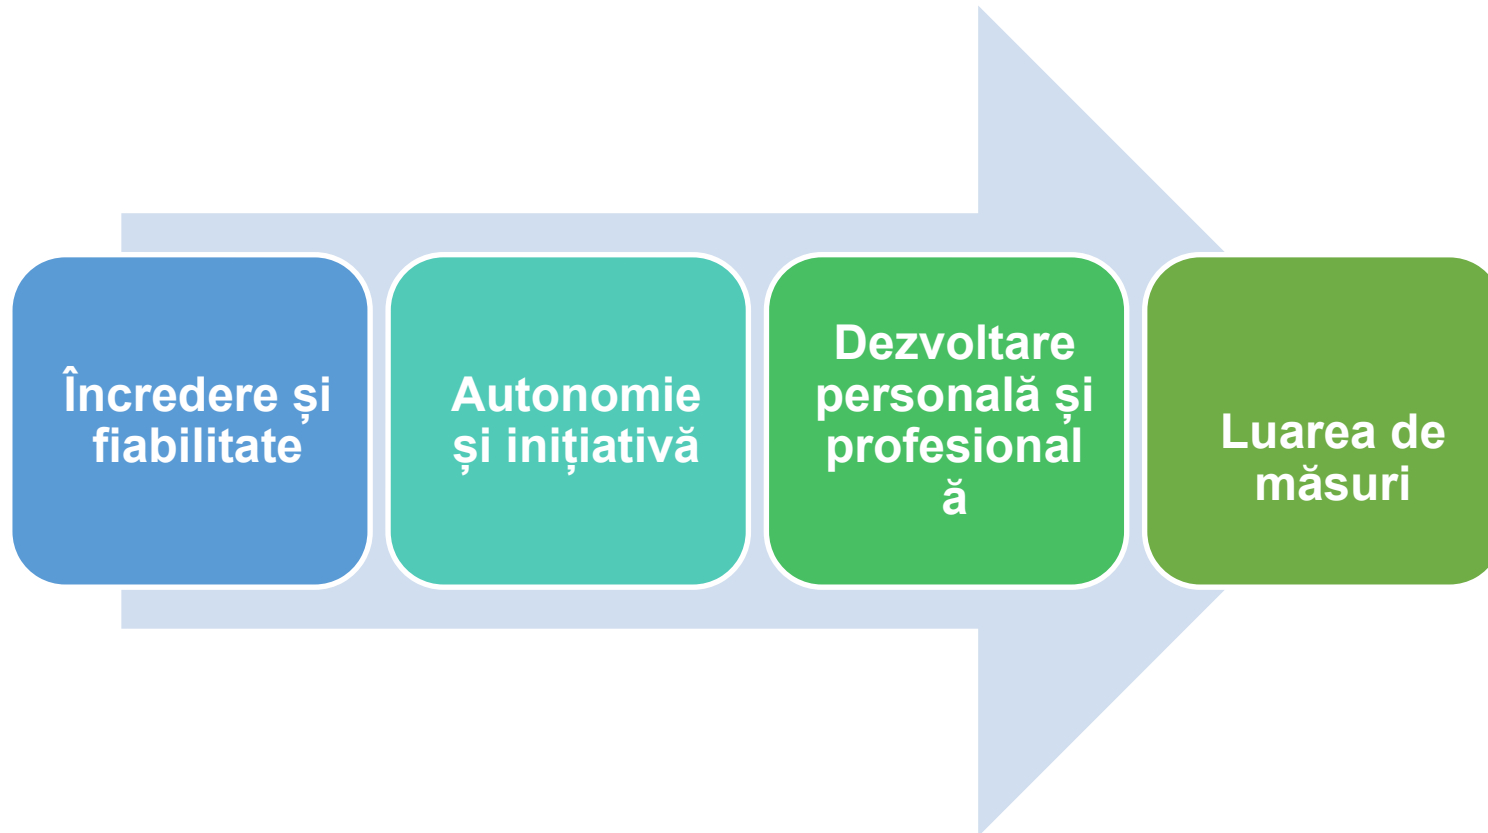 Încredere și
fiabilitate
Autonomie
și inițiativă
Dezvoltare
personală și
profesional
ă
Luarea de
măsuri